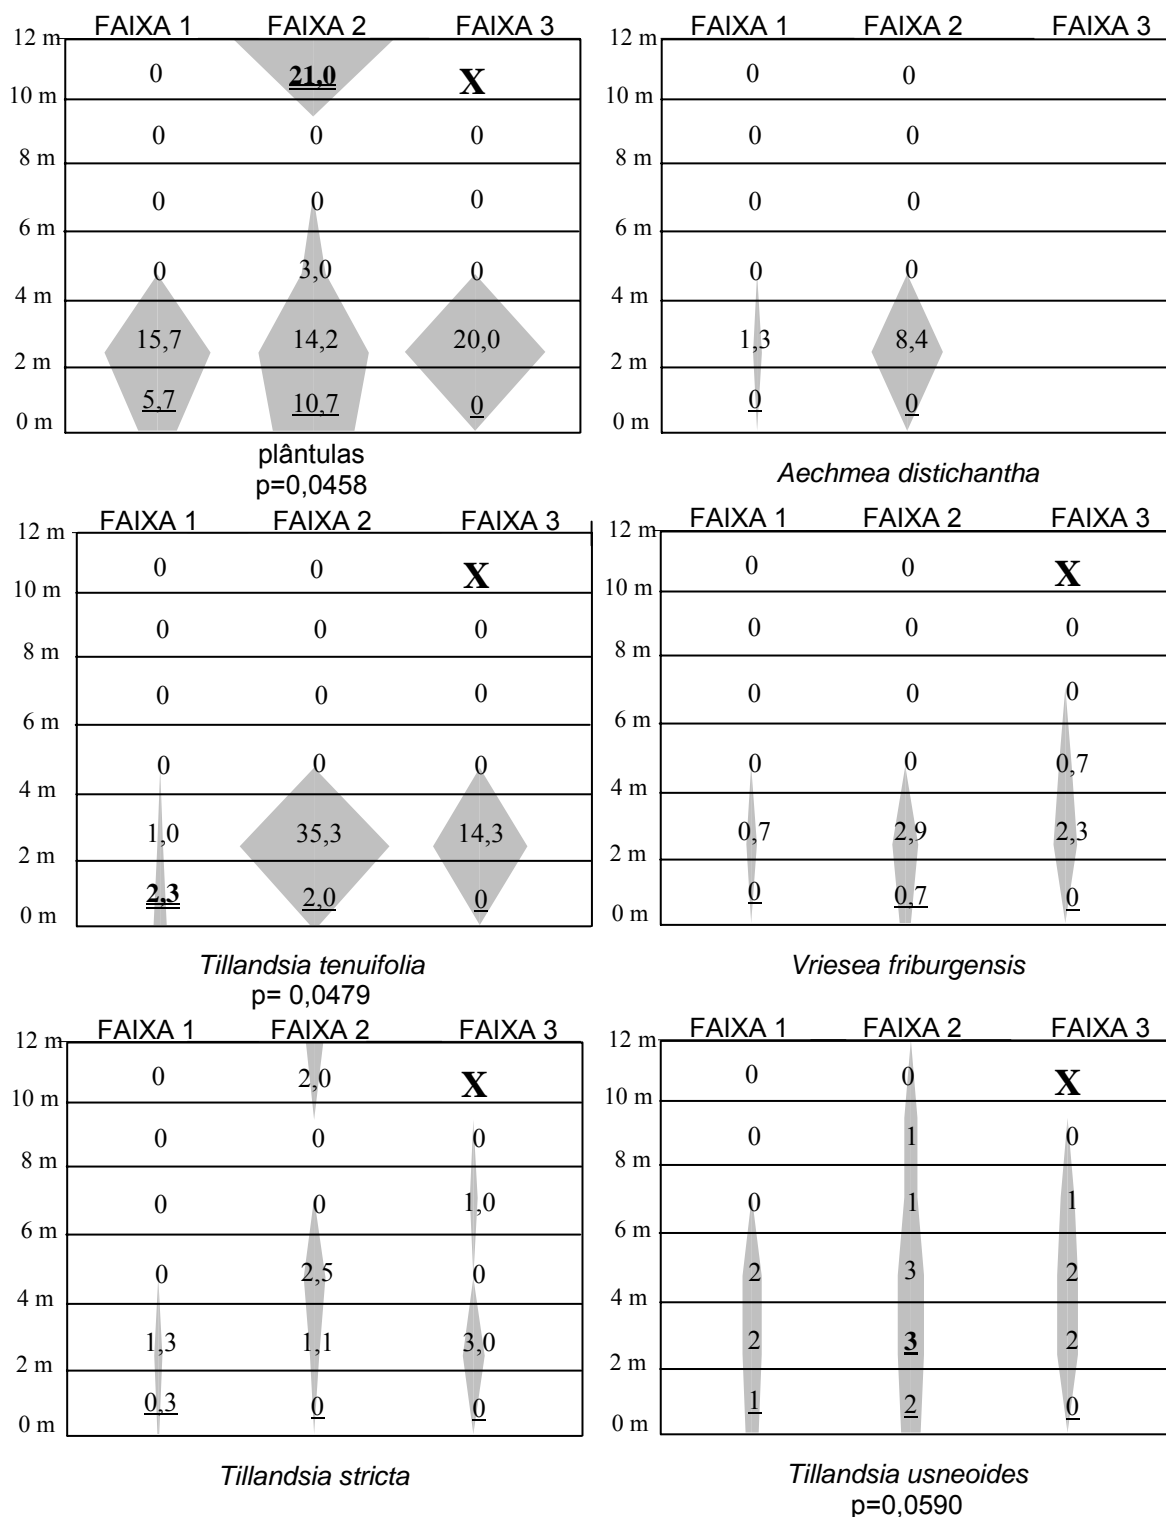 FAIXA 1 FAIXA 2 FAIXA 3
12 m
0 21,0 X
10 m
0 0 0
8 m
0 0 0
6 m
0 3,0 0
4 m
15,7 14,2 20,0
2 m
5,7 10,7 0
0 m
plântulas
p=0,0458
FAIXA 1 FAIXA 2 FAIXA 3
12 m
0 0
10 m
0 0
8 m
0 0
6 m
0 0
4 m
1,3 8,4
2 m
0 0
0 m
Aechmea distichantha
FAIXA 1 FAIXA 2 FAIXA 3
12 m
0 0 X
10 m
0 0 0
8 m
0 0 0
6 m
0 0 0
4 m
1,0 35,3 14,3
2 m
2,3 2,0 0
0 m
Tillandsia tenuifolia
p= 0,0479
FAIXA 1 FAIXA 2 FAIXA 3
12 m
0 0 X
10 m
0 0 0
8 m
0 0 0
6 m
0 0 0,7
4 m
0,7 2,9 2,3
2 m
0 0,7 0
0 m
Vriesea friburgensis
FAIXA 1 FAIXA 2 FAIXA 3
12 m
0 2,0 X
10 m
0 0 0
8 m
0 0 1,0
6 m
0 2,5 0
4 m
1,3 1,1 3,0
2 m
0,3 0 0
0 m
Tillandsia stricta
FAIXA 1 FAIXA 2 FAIXA 3
12 m
0 0 X
10 m
0 1 0
8 m
0 1 1
6 m
2 3 2
4 m
2 3 2
2 m
1 2 0
0 m
Tillandsia usneoides
p=0,0590